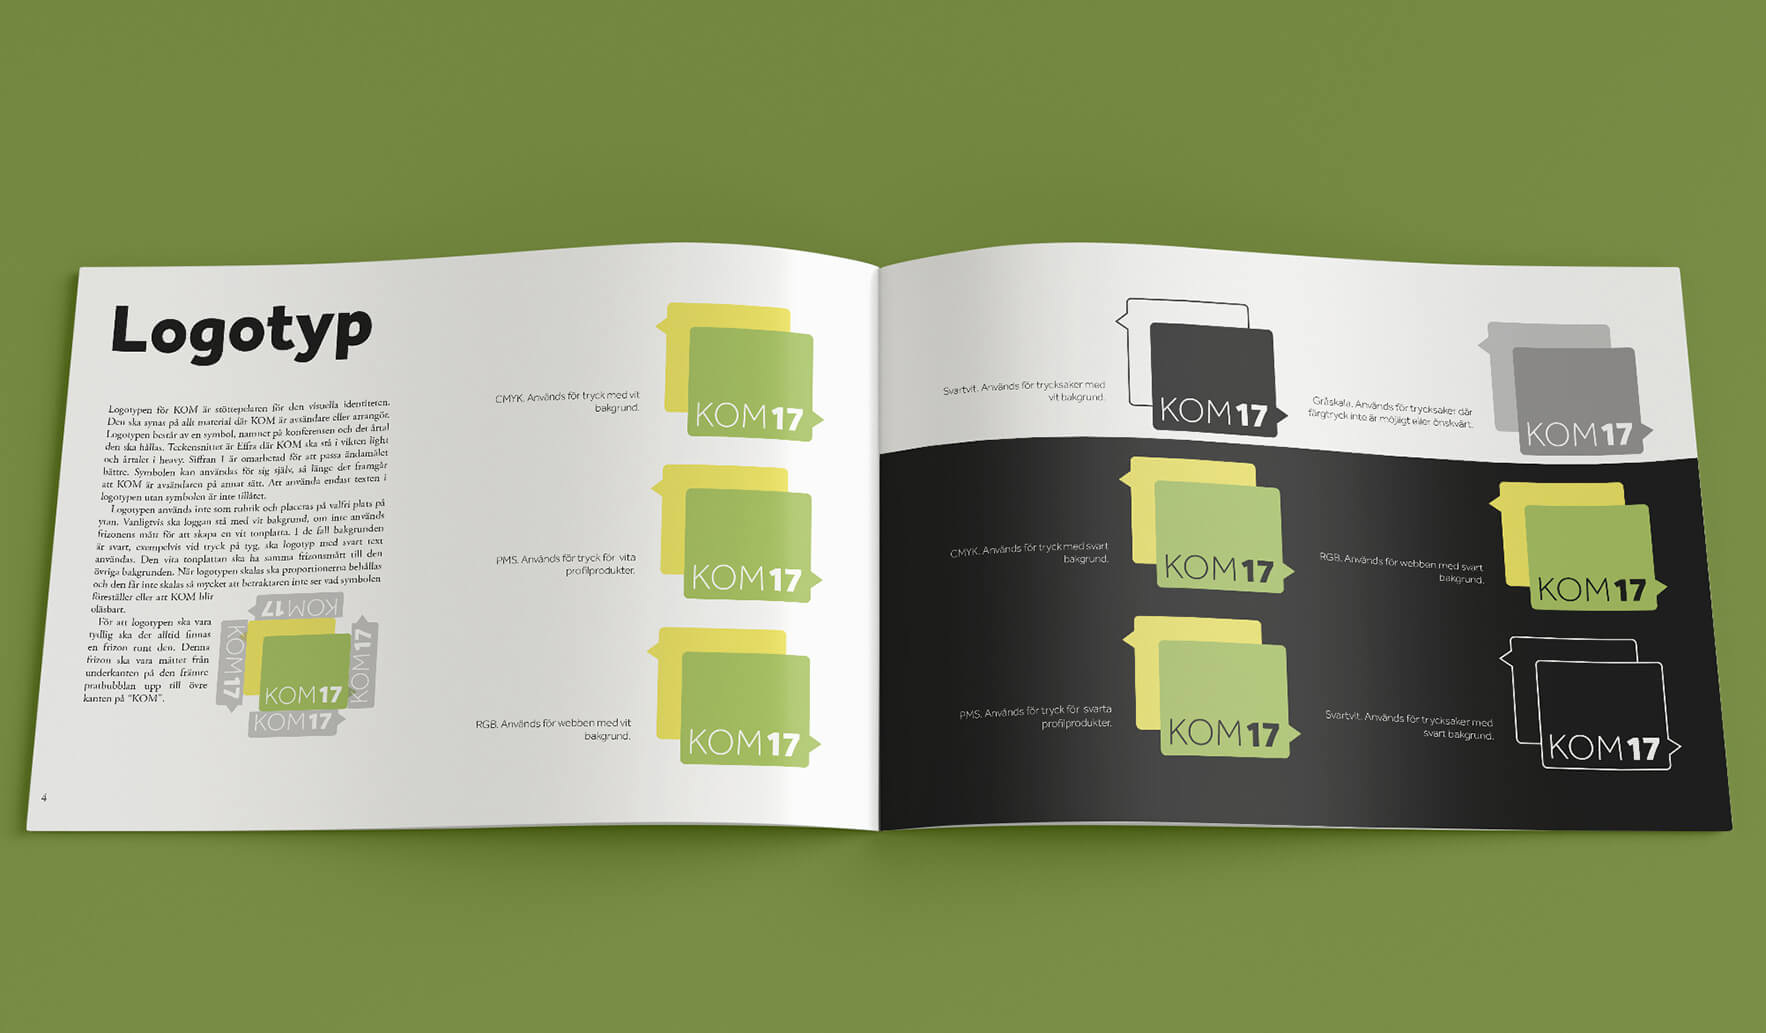 Logotyp
Logotypen för KOM är stöttepelaren för den visuella identiteten.
Den ska synas på allt material där KOM är avsändare eller arrangör.
Logotypen består av en symbol, namnet på konferensen och det årtal
den ska hållas. Teckensnittet är Effra där KOM ska stå i vikten light
och årtalet i heavy. Siffran 1 är omarbetad för att passa ändamålet
bättre. Symbolen kan användas för sig själv, så länge det framgår
att KOM är avsändaren på annat sätt. Att använda endast texten i
logotypen utan symbolen är inte tillåtet.
Logotypen används inte som rubrik och placeras på valfri plats på
ytan. Vanligtvis ska loggan stå med vit bakgrund, om inte används
frizonens mått för att skapa en vit tonplatta. I de fall bakgrunden
är svart, exempelvis vid tryck på tyg, ska logotyp med svart text
användas. Den vita tonplattan ska ha samma frizonsmått till den
övriga bakgrunden. När logotypen skalas ska proportionerna behållas
och den får inte skalas så mycket att betraktaren inte ser vad symbolen
föreställer eller att KOM blir
oläsbart.
För att logotypen ska vara
tydlig ska det alltid finnas
en frizon runt den. Denna
frizon ska vara måttet från
underkanten på den främre
pratbubblan upp till övre
kanten på "KOM".
KOM17
KOM17
KOM17
KOM17
KOM17
4
CMYK. Används för tryck med vit
bakgrund.
KOM17
PMS. Används för tryck för vita
profilprodukter.
KOM17
RGB. Används för webben med vit
bakgrund.
KOM17
Svartvit. Används för trycksaker med
vit bakgrund.
KOM17
Gråskala. Används för trycksaker där
färgtryck inte är möjligt eller önskvärt.
KOM17
CMYK. Används för tryck med svart
bakgrund.
KOM17
RGB. Används för webben med svart
bakgrund.
KOM17
PMS. Används för tryck för svarta
profilprodukter.
KOM17
Svartvit. Används för trycksaker med
svart bakgrund.
KOM17